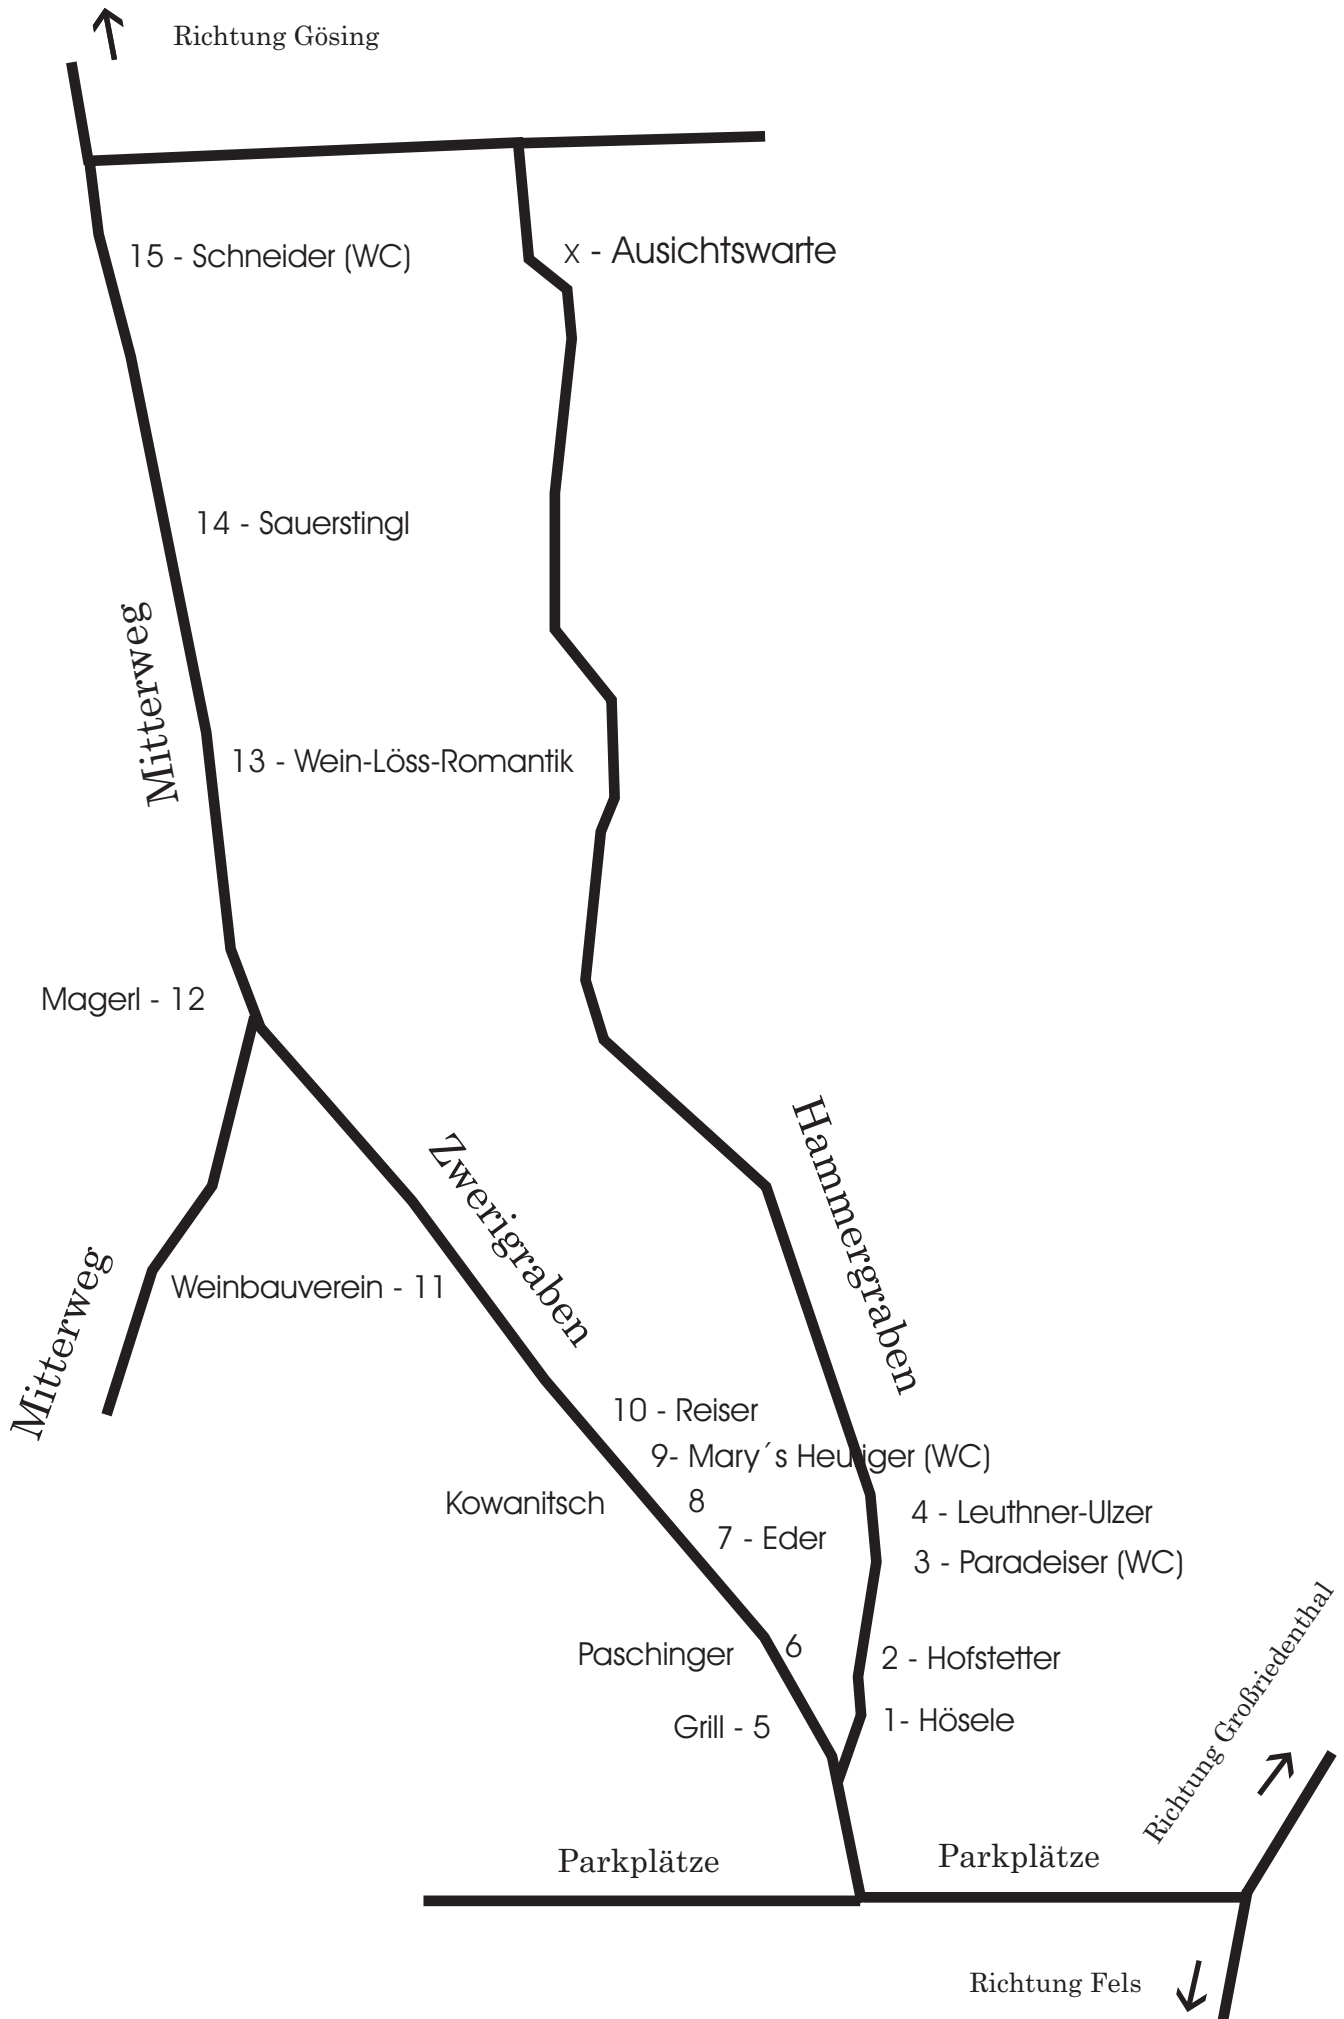 Richtung Gösing
15 - Schneider (WC)
x - Ausichtswarte
14 - Sauerstingl
Mitterweg
13 - Wein-Löss-Romantik
Magerl - 12
Hammergraben
Zwerigraben
Mitterweg
Weinbauverein - 11
10 - Reiser
9- Mary´s Heuriger (WC)
Kowanitsch 8
4 - Leuthner-Ulzer
7 - Eder
3 - Paradeiser (WC)
Paschinger 6
2 - Hofstetter
Grill - 5
1- Hösele
Richtung Großriedenthal
Parkplätze
Parkplätze
Richtung Fels